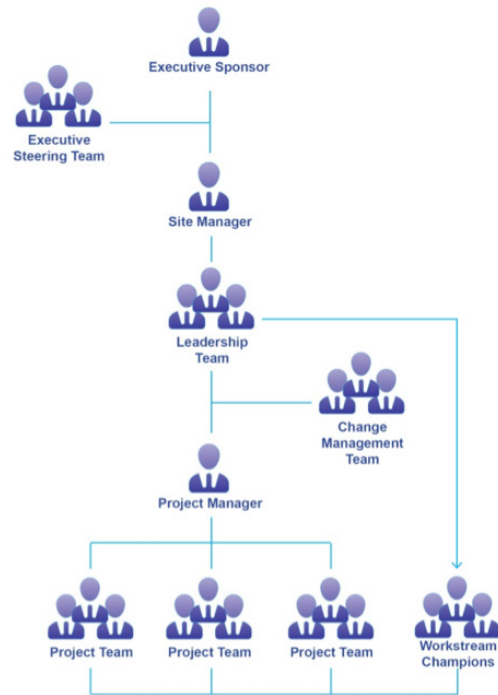 Executive Sponsor
Executive
Steering Team
Site Manager
Leadership
Team
Change
Management
Team
Project Manager
Project Team
Project Team
Project Team
Workstream
Champions